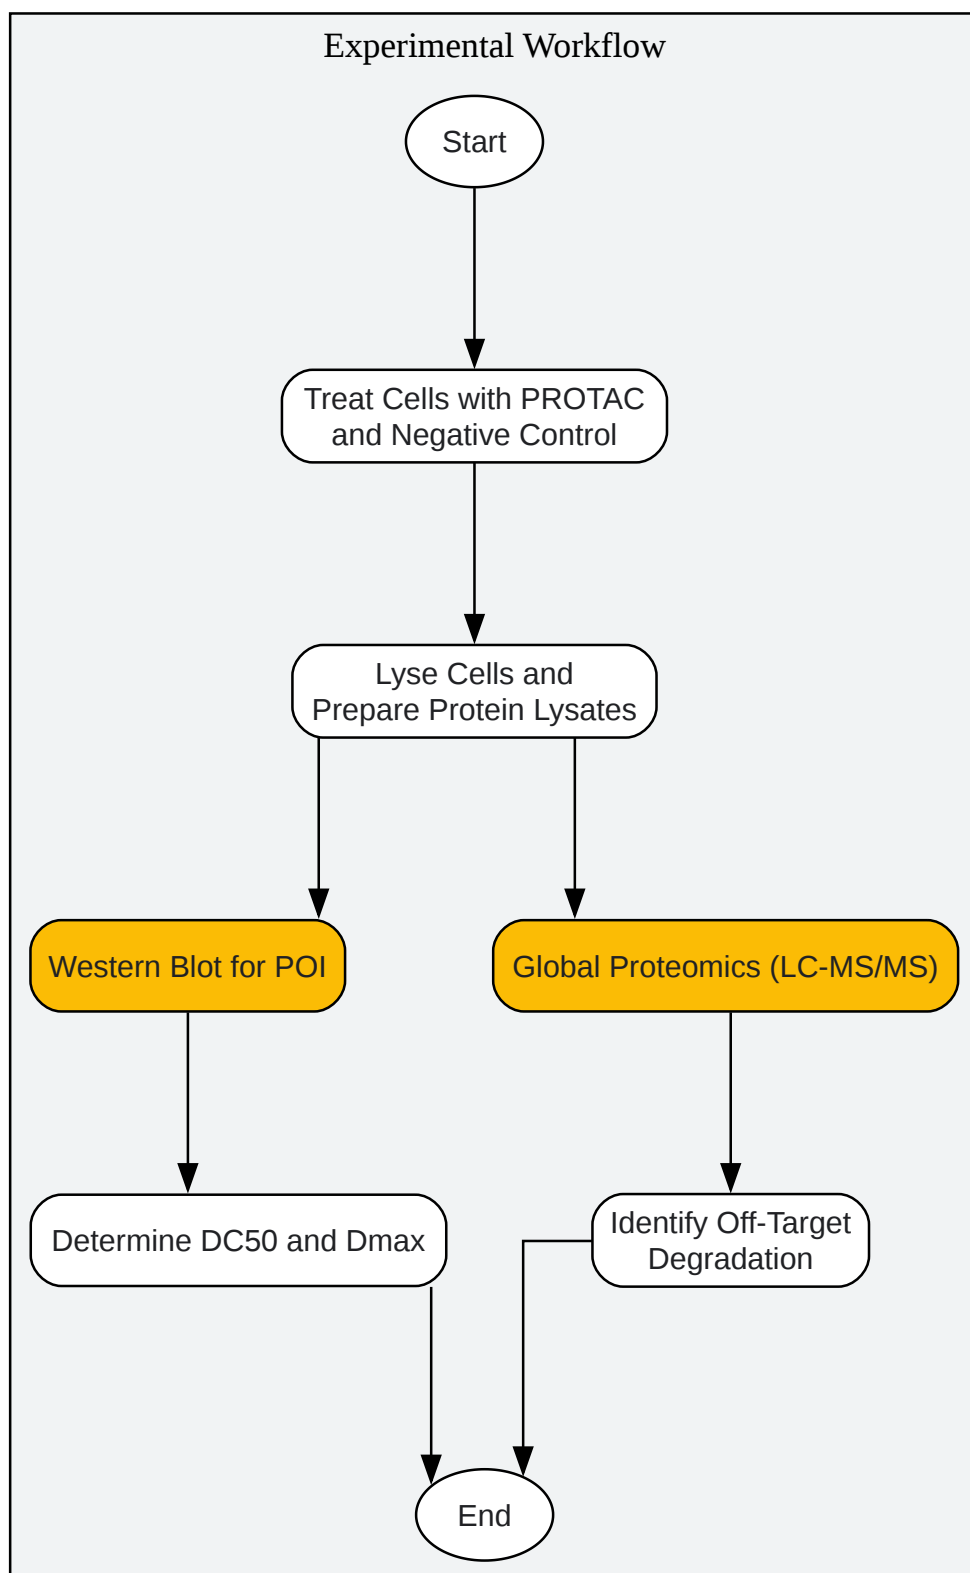 Experimental Workflow
Start
Treat Cells with PROTAC
and Negative Control
Lyse Cells and
Prepare Protein Lysates
Western Blot for POI
Global Proteomics (LC-MS/MS)
Determine DC50 and Dmax
Identify Off-Target
Degradation
End